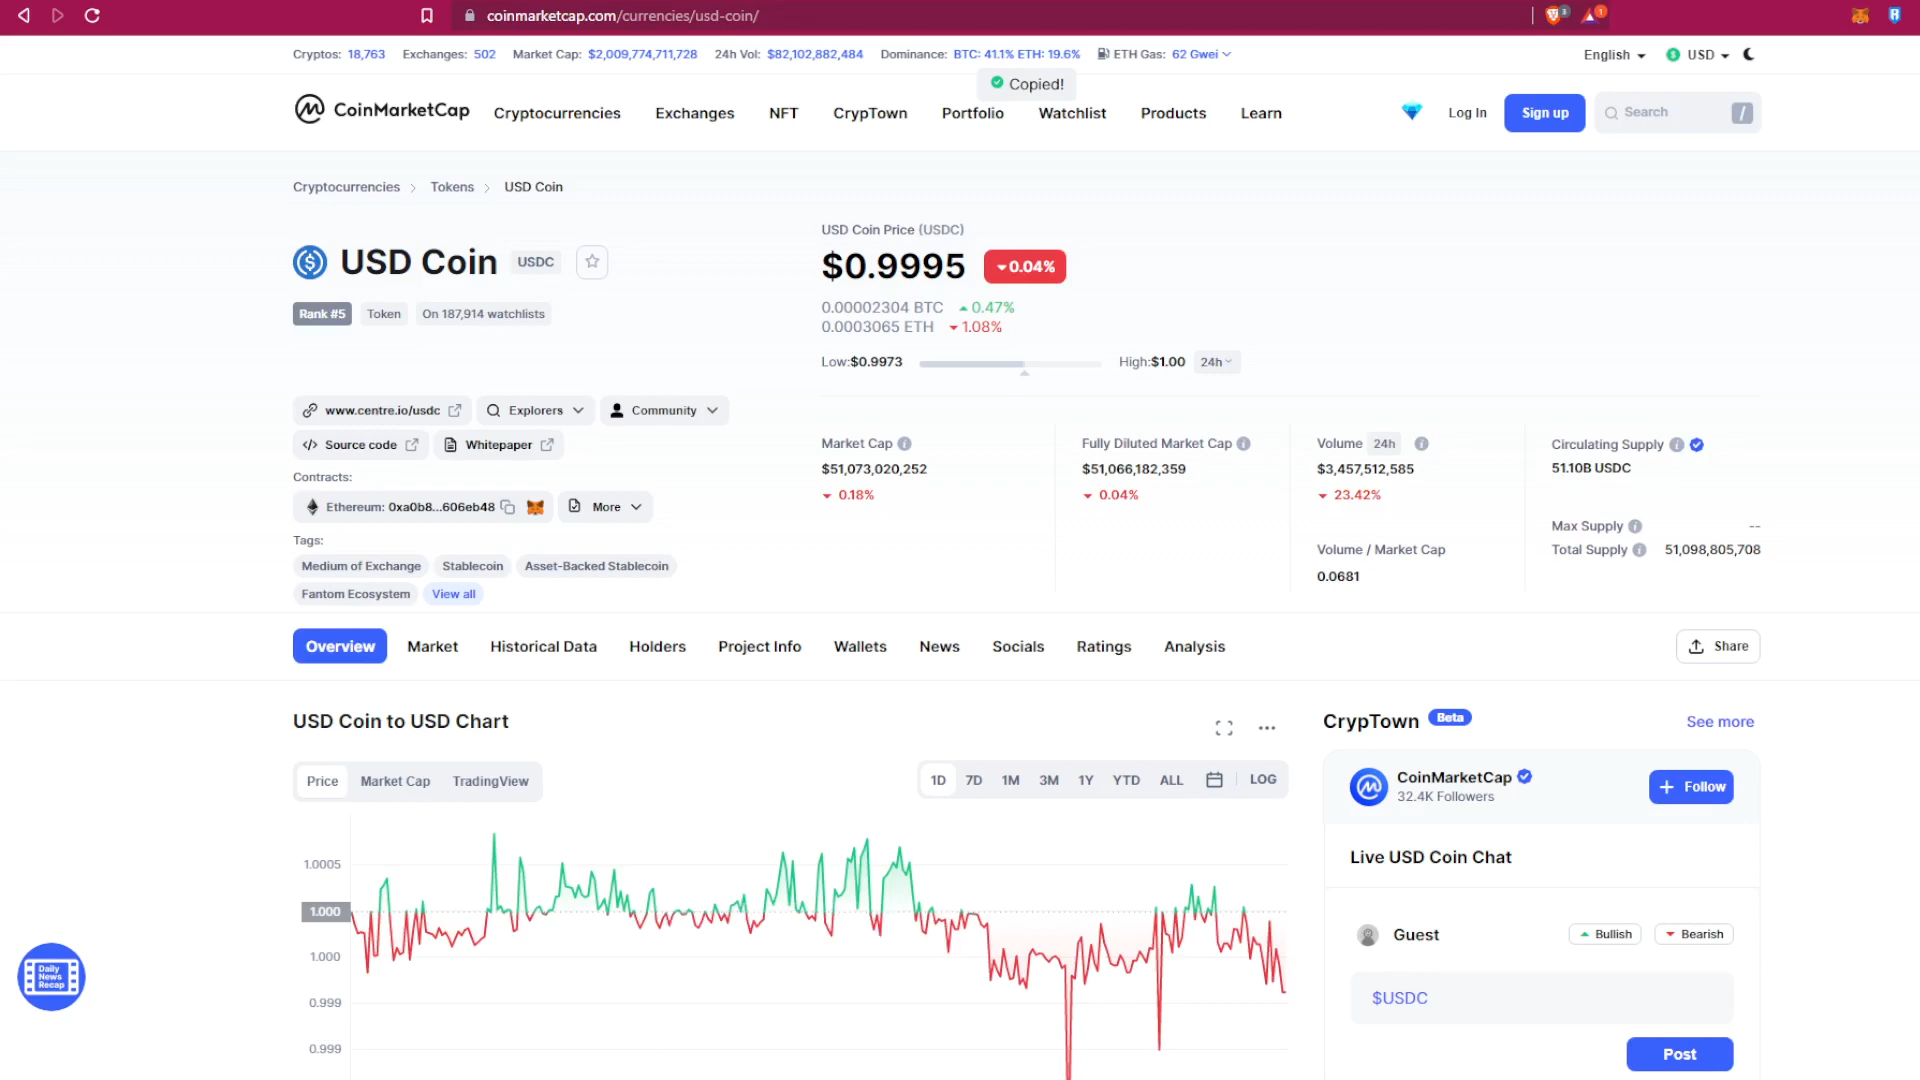 coinmarketcap.com/currencies/usd-coin/
3
1
Cryptos: 18,763 Exchanges: 502 Market Cap: $2,009,774,711,728 24h Vol: $82,102,882,484 Dominance: BTC: 41.1% ETH: 19.6% ETH Gas: 62 Gwei
English USD
Copied!
CoinMarketCap Cryptocurrencies Exchanges NFT CrypTown Portfolio Watchlist Products Learn Log In Sign up Search /
Cryptocurrencies Tokens USD Coin
USD Coin Price (USDC)
USD Coin USDC
$0.9995 0.04%
Rank #5 Token On 187,914 watchlists
0.00002304 BTC 0.47%
0.0003065 ETH 1.08%
Low:$0.9973 High:$1.00 24h
www.centre.io/usdc Explorers Community
Source code Whitepaper
Contracts:
Ethereum: 0xa0b8...606eb48 More
Tags:
Medium of Exchange Stablecoin Asset-Backed Stablecoin
Fantom Ecosystem View all
Market Cap
$51,073,020,252
0.18%
Fully Diluted Market Cap
$51,066,182,359
0.04%
Volume 24h
$3,457,512,585
23.42%
Volume / Market Cap
0.0681
Circulating Supply
51.10B USDC
Max Supply --
Total Supply 51,098,805,708
Overview Market Historical Data Holders Project Info Wallets News Socials Ratings Analysis Share
USD Coin to USD Chart
Price Market Cap TradingView
1D 7D 1M 3M 1Y YTD ALL LOG
1.0005
1.000
1.000
0.999
0.999
Daily
News
Recap
CrypTown Beta See more
CoinMarketCap
32.4K Followers
Follow
Live USD Coin Chat
Guest Bullish Bearish
$USDC
Post